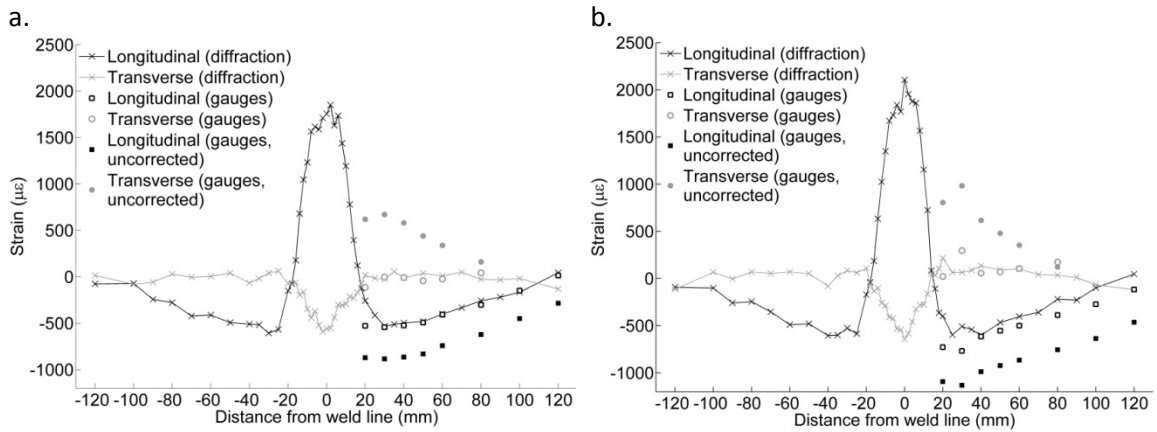 a.
2500
2000
1500
1000
500
0
-500
-1000
Strain (µε)
Longitudinal (diffraction)
Transverse (diffraction)
Longitudinal (gauges)
Transverse (gauges)
Longitudinal (gauges,
uncorrected)
Transverse (gauges,
uncorrected)
-120 -100 -80 -60 -40 -20 0 20 40 60 80 100 120
Distance from weld line (mm)
b.
2500
2000
1500
1000
500
0
-500
-1000
Strain (µε)
Longitudinal (diffraction)
Transverse (diffraction)
Longitudinal (gauges)
Transverse (gauges)
Longitudinal (gauges,
uncorrected)
Transverse (gauges,
uncorrected)
-120 -100 -80 -60 -40 -20 0 20 40 60 80 100 120
Distance from weld line (mm)